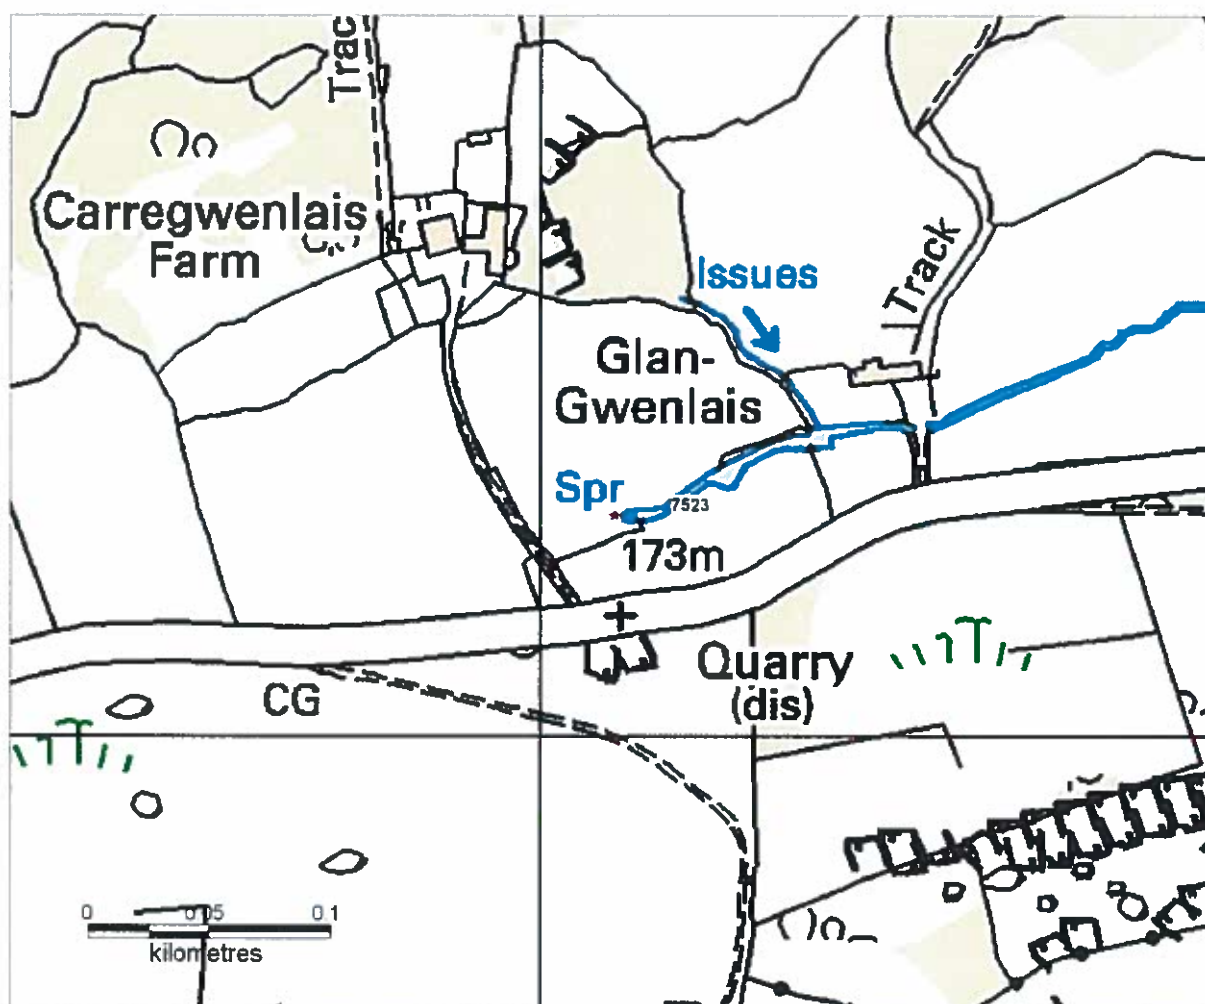 Trac
Carregwenlais
Farm
Issues
Track
Glan-
Gwenlais
Spr
7523
173m
Quarry
(dis)
CG
0 0.05 0.1
kilometres